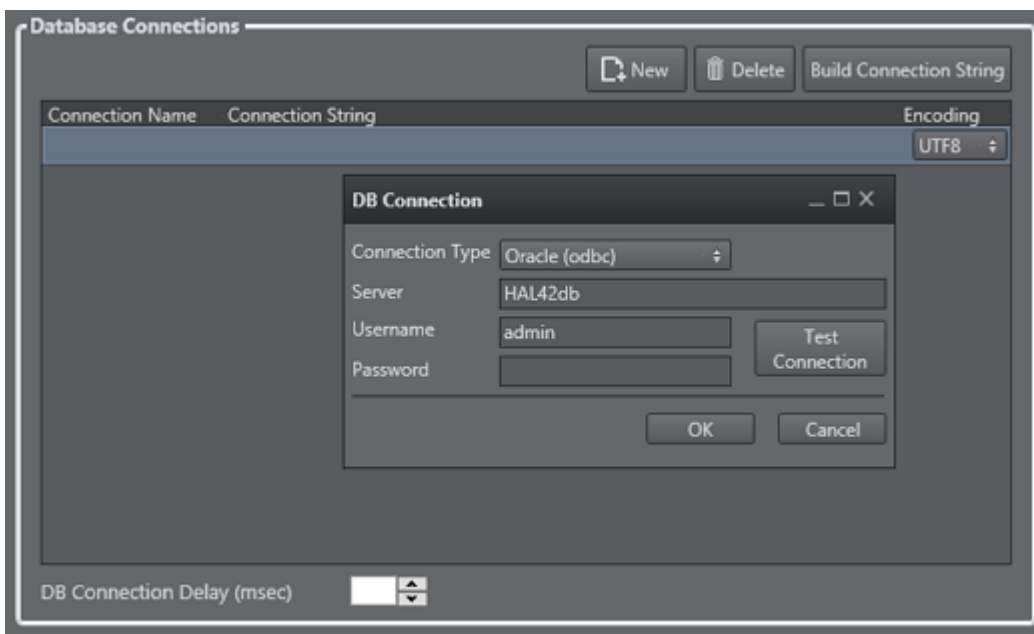 Database Connections
New Delete Build Connection String
Connection Name Connection String Encoding
UTF8
DB Connection
Connection Type Oracle (odbc)
Server HAL42db
Username admin
Test
Connection
Password
OK Cancel
DB Connection Delay (msec)